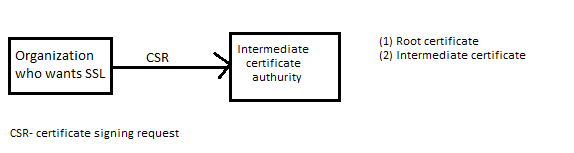 Organization
who wants SSL
CSR
Intermediate
certificate
authurity
(1) Root certificate
(2) Intermediate certificate
CSR- certificate signing request